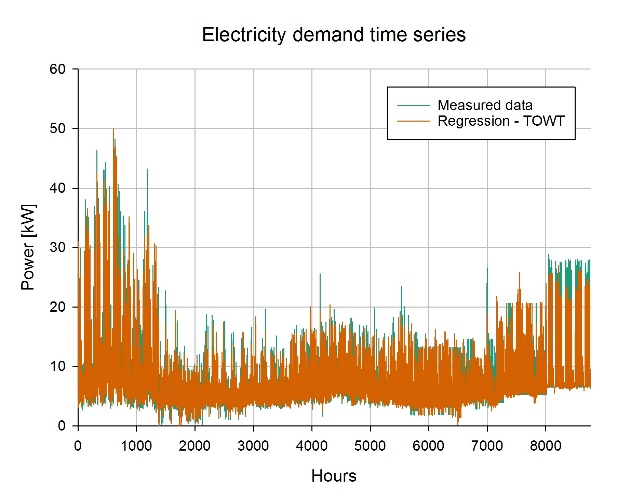 Electricity demand time series
60
50
40
30
20
10
0
Power [kW]
Measured data
Regression - TOWT
0 1000 2000 3000 4000 5000 6000 7000 8000
Hours